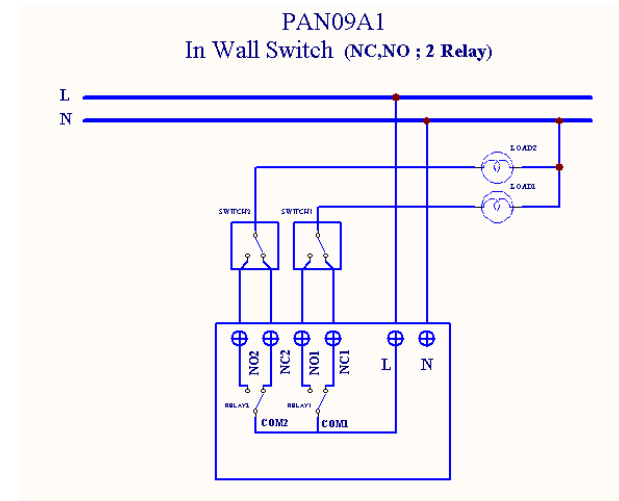 PAN09A1
In Wall Switch (NC,NO ; 2 Relay)
L
N
LOAD2
LOAD1
SWITCH2 SWITCH1
NO2 NC2 NO1 NC1 L N
RELAY2 RELAY1
COM2 COM1